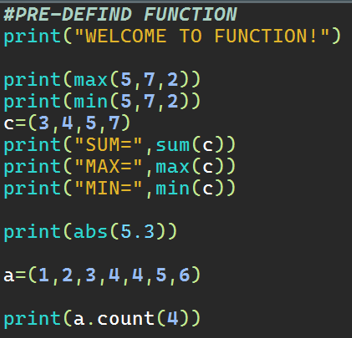 #PRE-DEFIND FUNCTION
print("WELCOME TO FUNCTION!")
print(max(5,7,2))
print(min(5,7,2))
c=(3,4,5,7)
print("SUM=",sum(c))
print("MAX=",max(c))
print("MIN=",min(c))
print(abs(5.3))
a=(1,2,3,4,4,5,6)
print(a.count(4))